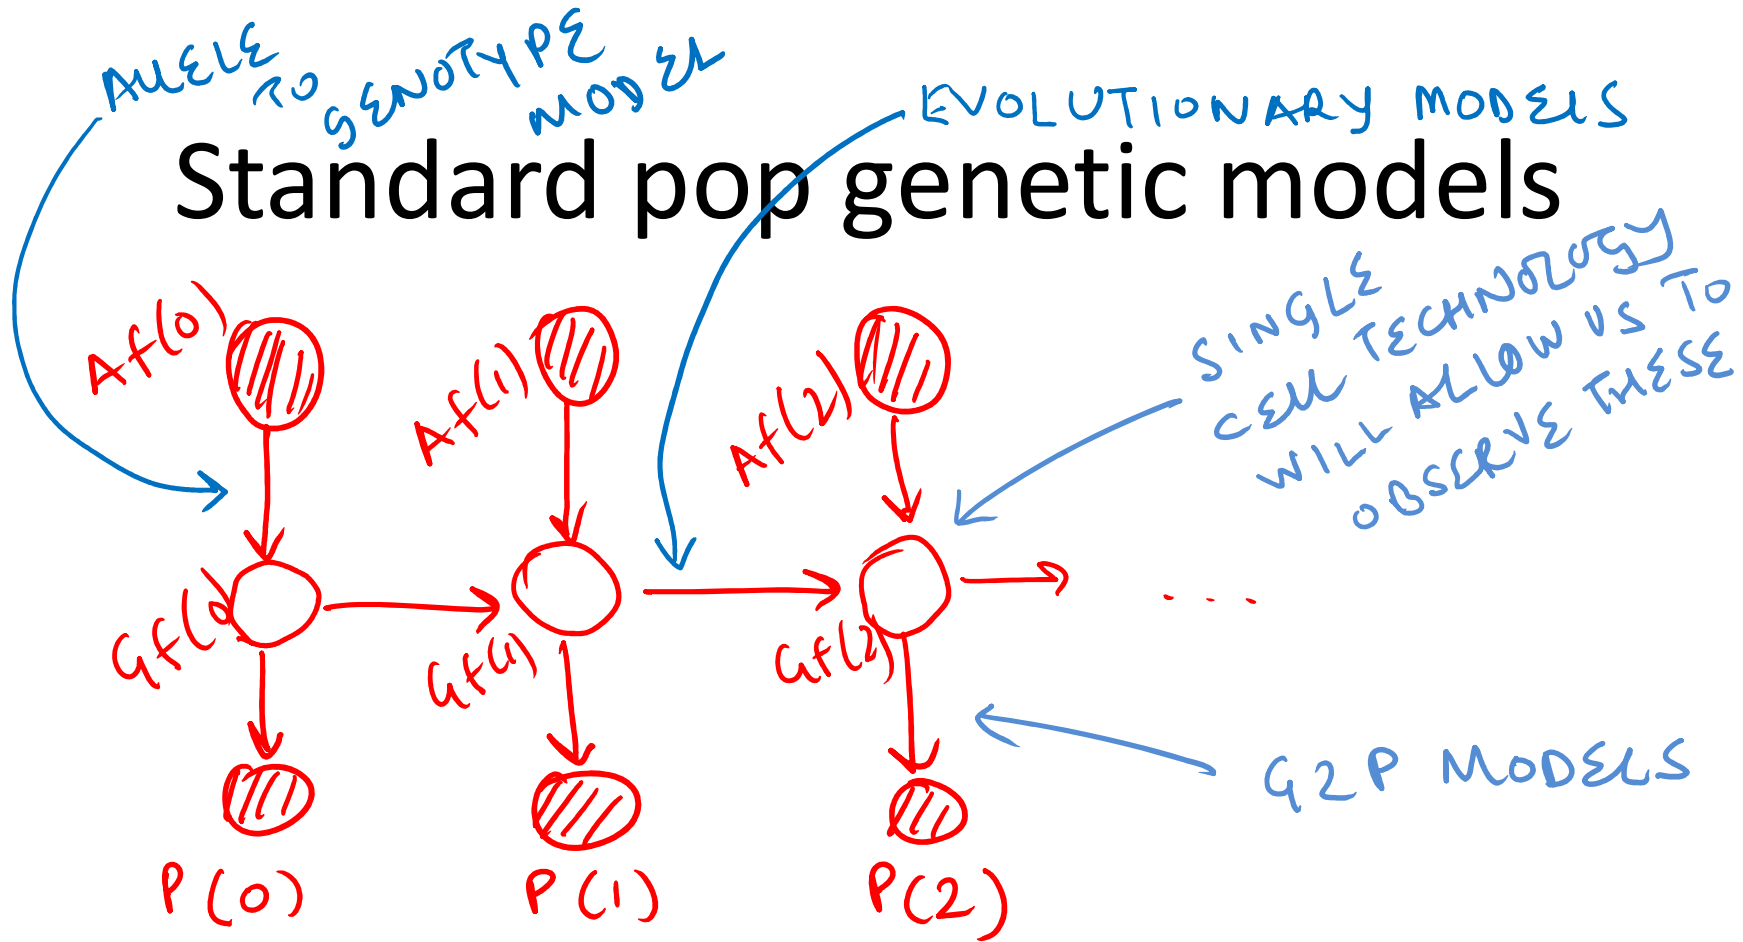 ALLELE
TO
GENOTYPE
MODEL
EVOLUTIONARY MODELS
Standard pop genetic models
SINGLE
CELL TECHNOLOGY
WILL ALLOW US TO
OBSERVE THESE
Af(0)
Af(1)
Af(2)
Gf(0)
Gf(1)
Gf(2)
....
G2P MODELS
P(0)
P(1)
P(2)